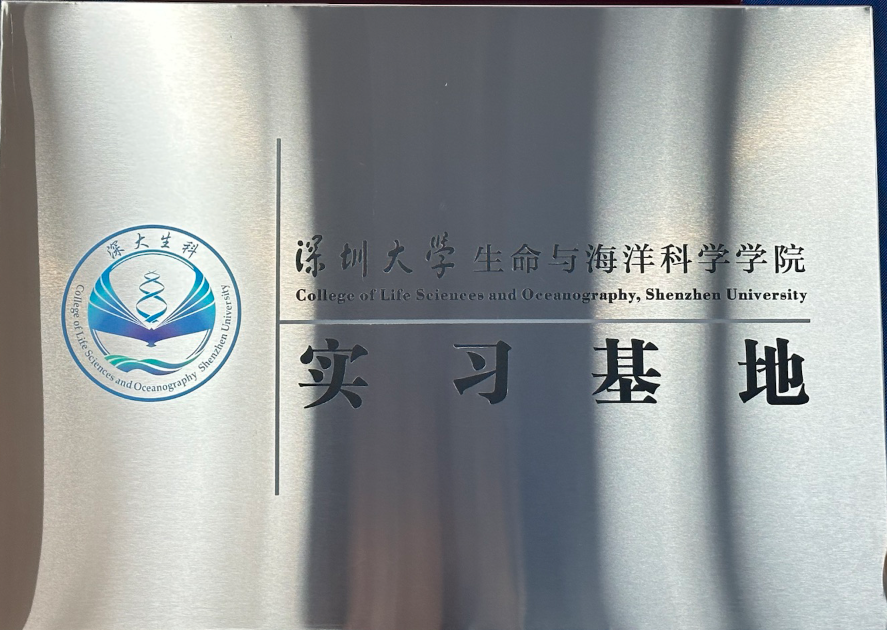 深大生科
College of Life Sciences and Oceanography Shenzhen University
深圳大學 生命与海洋科学学院
College of Life Sciences and Oceanography, Shenzhen University
实习基地